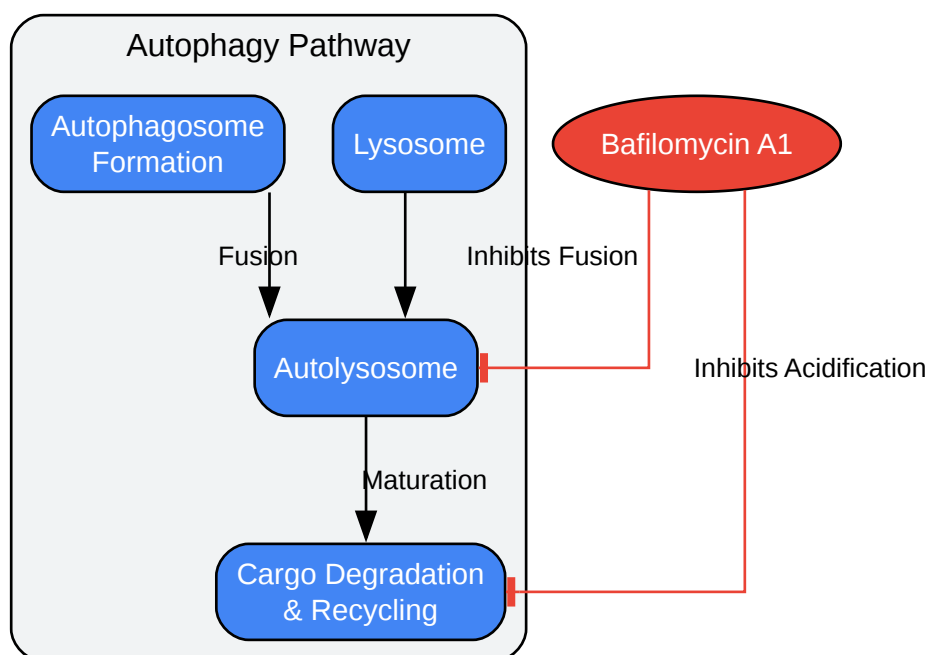 Autophagy Pathway
Autophagosome
Formation
Lysosome
Bafilomycin A1
Fusion
Inhibits Fusion
Autolysosome
Inhibits Acidification
Maturation
Cargo Degradation
& Recycling